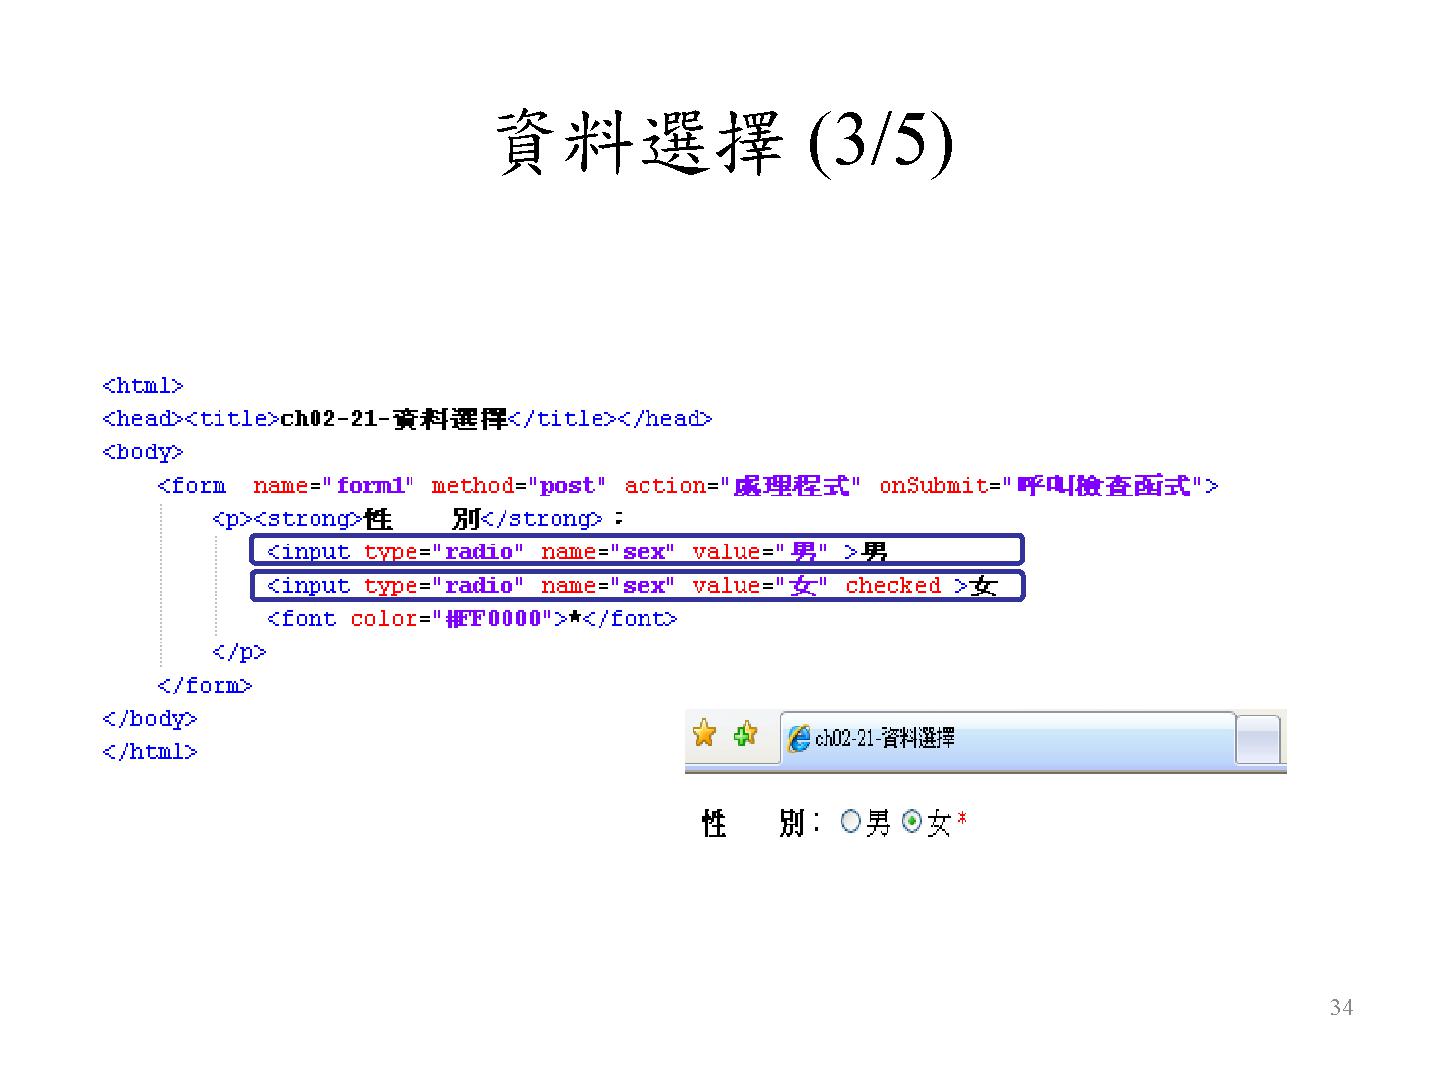 資料選擇 (3/5)
<html>
<head><title>ch02-21-資料選擇</title></head>
<body>
<form  name="form1" method="post" action="處理程式" onSubmit="呼叫檢查函式">
<p><strong>性　　別</strong>：
<input type="radio" name="sex" value="男" >男
<input type="radio" name="sex" value="女" checked >女
<font color="#FF0000">*</font>
</p>
</form>
</body>
</html>
ch02-21-資料選擇
性　　別： 男 女*
34